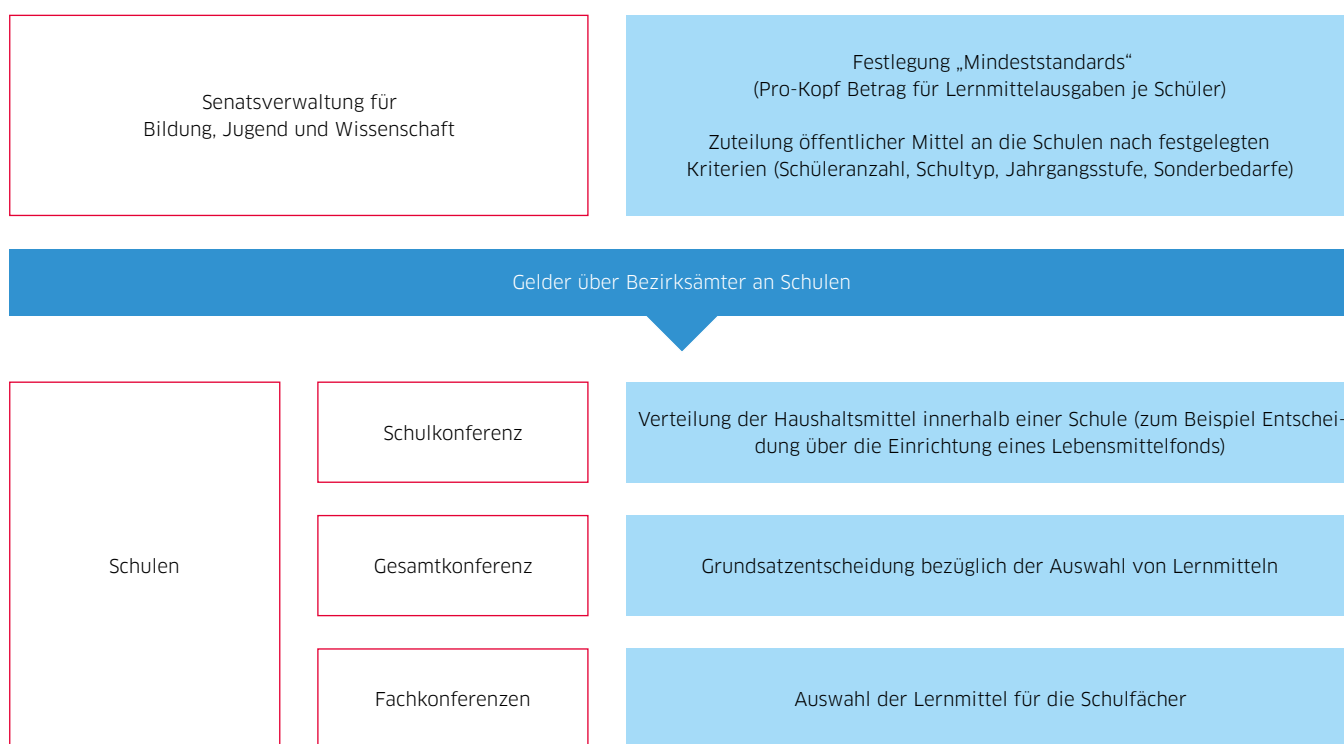 Senatsverwaltung für
Bildung, Jugend und Wissenschaft
Festlegung „Mindeststandards“
(Pro-Kopf Betrag für Lernmittelausgaben je Schüler)
Zuteilung öffentlicher Mittel an die Schulen nach festgelegten
Kriterien (Schüleranzahl, Schultyp, Jahrgangsstufe, Sonderbedarfe)
Gelder über Bezirksämter an Schulen
Schulen
Schulkonferenz
Verteilung der Haushaltsmittel innerhalb einer Schule (zum Beispiel Entschei-
dung über die Einrichtung eines Lebensmittelfonds)
Gesamtkonferenz
Grundsatzentscheidung bezüglich der Auswahl von Lernmitteln
Fachkonferenzen
Auswahl der Lernmittel für die Schulfächer